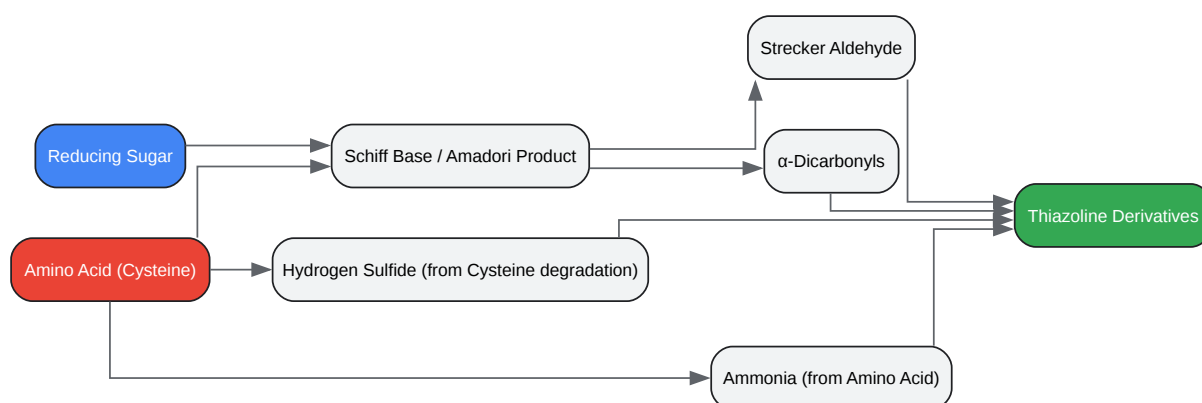 Strecker Aldehyde
Reducing Sugar
Schiff Base / Amadori Product
α-Dicarbonyls
Thiazoline Derivatives
Amino Acid (Cysteine)
Hydrogen Sulfide (from Cysteine degradation)
Ammonia (from Amino Acid)